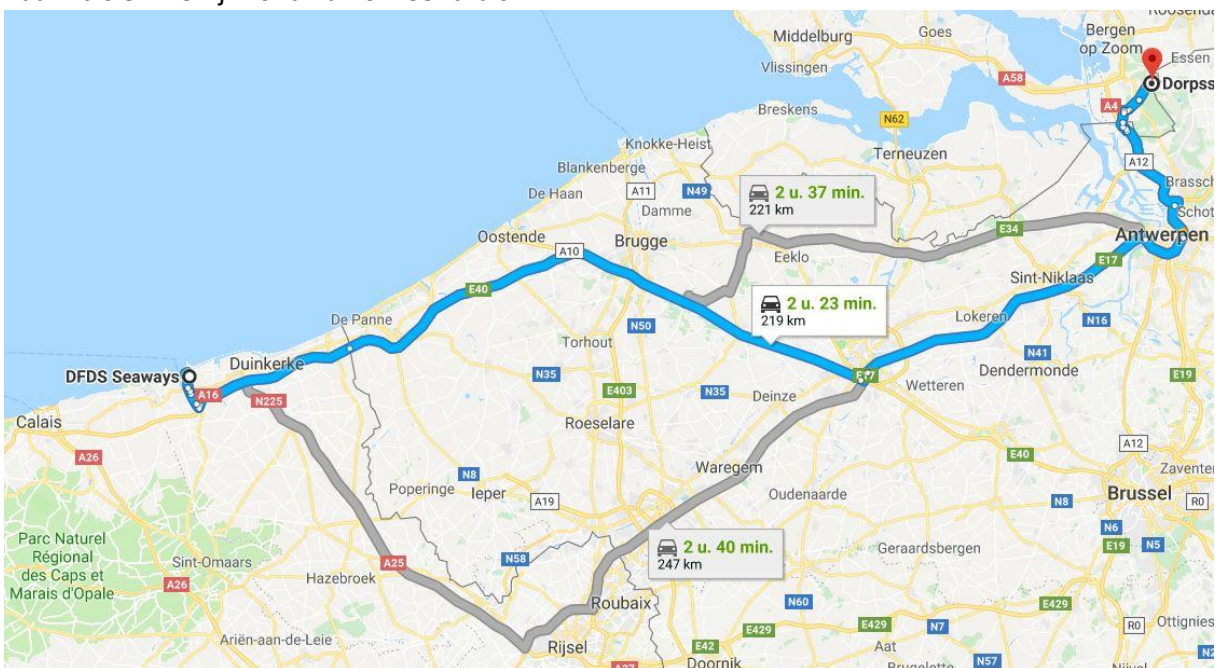 Roosenda
Bergen
op Zoom
Middelburg
Goes
Essen
Vlissingen
A58
Dorpss
A4
Breskens
N62
Knokke-Heist
Terneuzen
A12
Blankenberge
Brassch
De Haan
A11
N49
2 u. 37 min.
221 km
Damme
Schot
Oostende
A10
Brugge
E34
Antwerpen
Eeklo
E17
Sint-Niklaas
E40
2 u. 23 min.
219 km
De Panne
N50
Lokeren
N16
Torhout
Duinkerke
N41
DFDS Seaways
Dendermonde
E19
N35
E403
N35
Wetteren
A16
N225
Deinze
Calais
Roeselare
A12
A26
E40
Waregem
Zaventem
N8
Poperinge
Ieper
A19
Oudenaarde
N8
Brussel
R0
Parc Naturel
Régional
des Caps et
Marais d'Opale
N6
Sint-Omaars
N58
2 u. 40 min.
247 km
Geraardsbergen
E19
N5
Hazebroek
A25
A26
Roubaix
N60
E429
E429
N7
R0
Ottignies
Ariën-aan-de-Leie
Rijsel
E42
E429
Aat
Doornik
N57